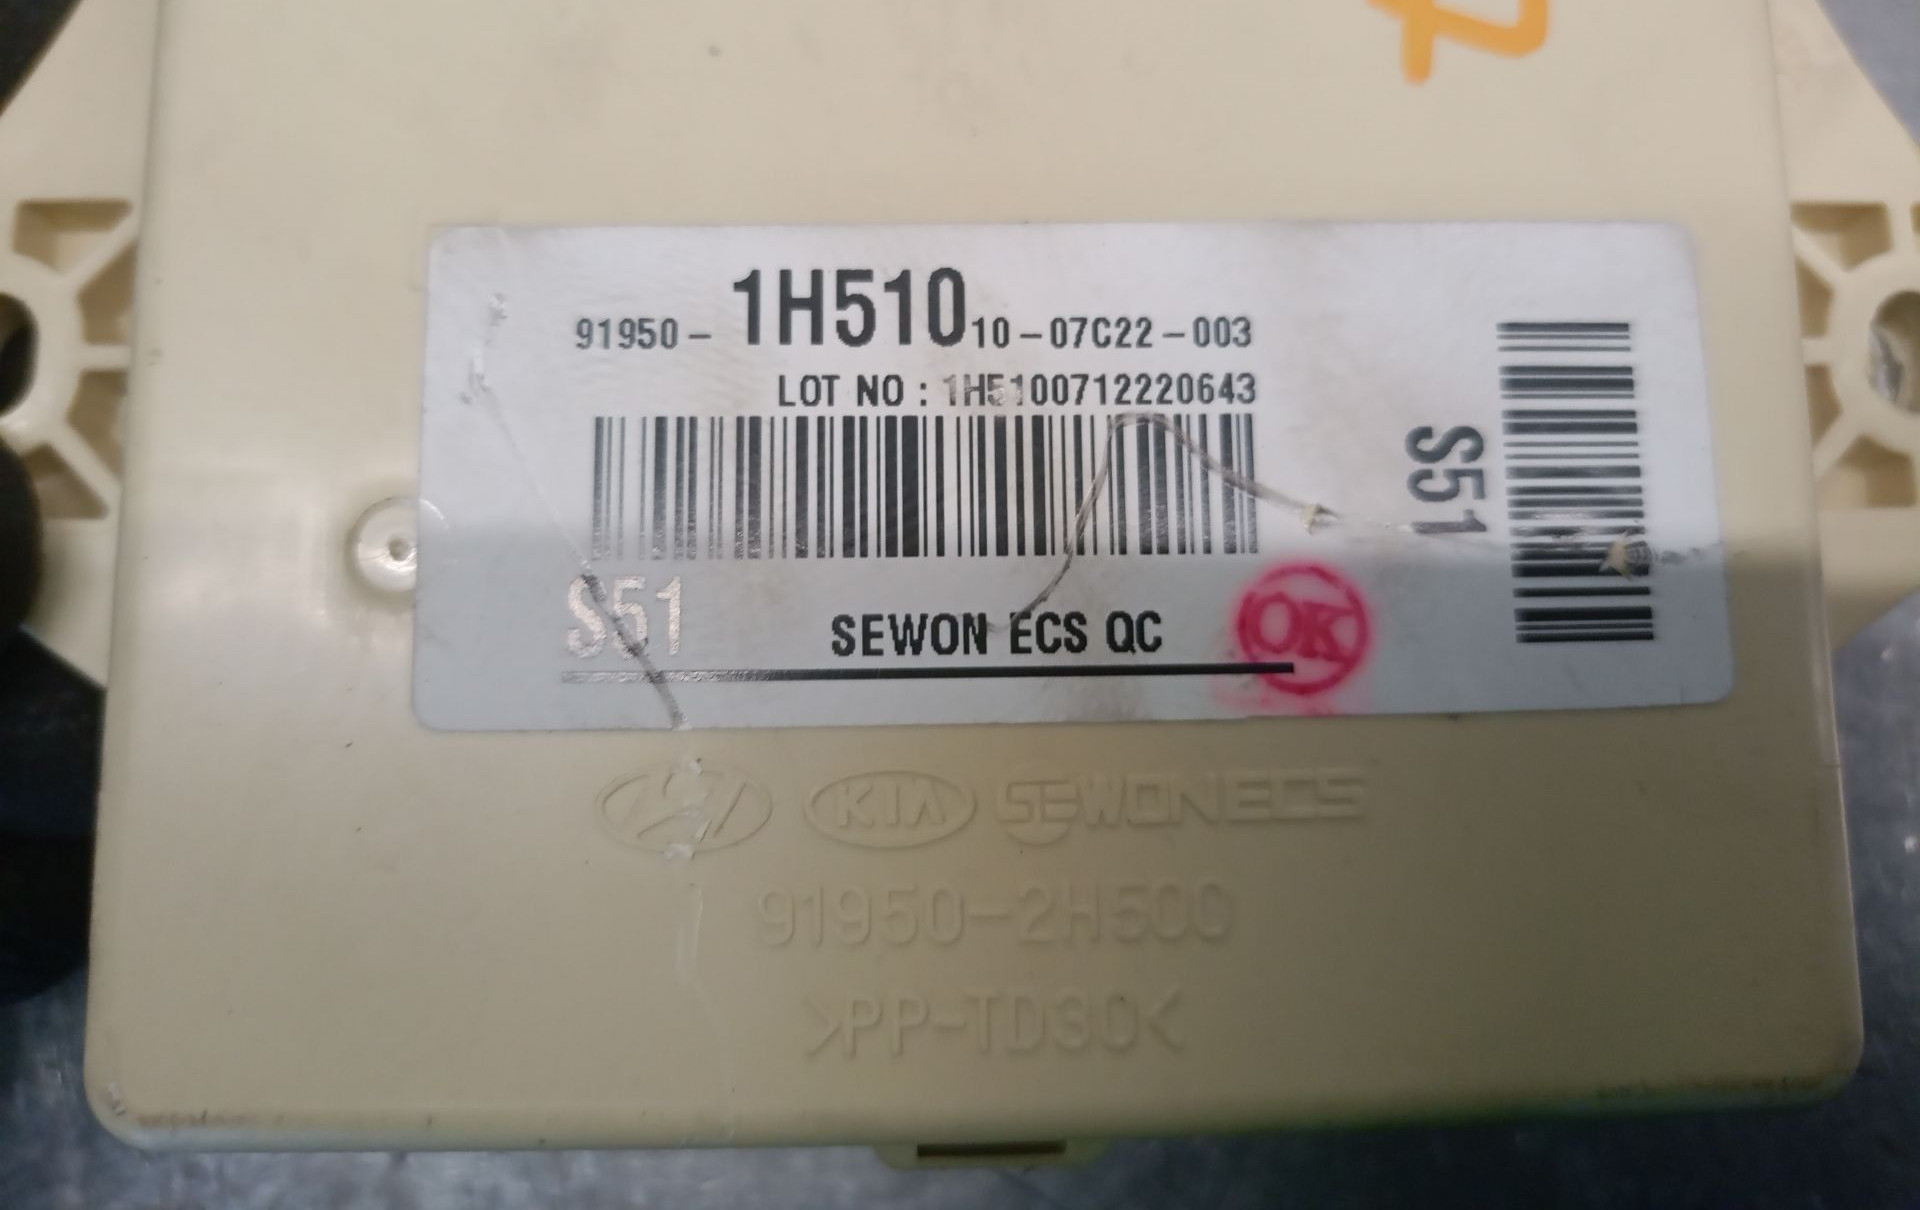 91950-1H510 10-07C22-003
LOT NO : 1H5100712220643
S51
S51
SEWON ECS QC
OK
KIA SEWONECS
91950-2H500
>PP-TD30<